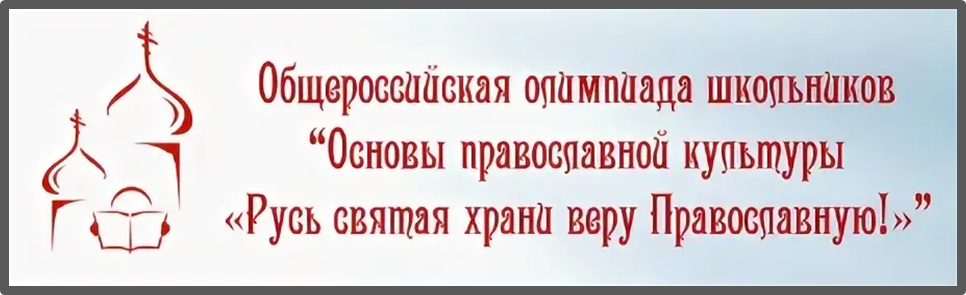 Общероссийская олимпиада школьников
“Основы православной культуры
«Русь святая храни веру Православную!»”